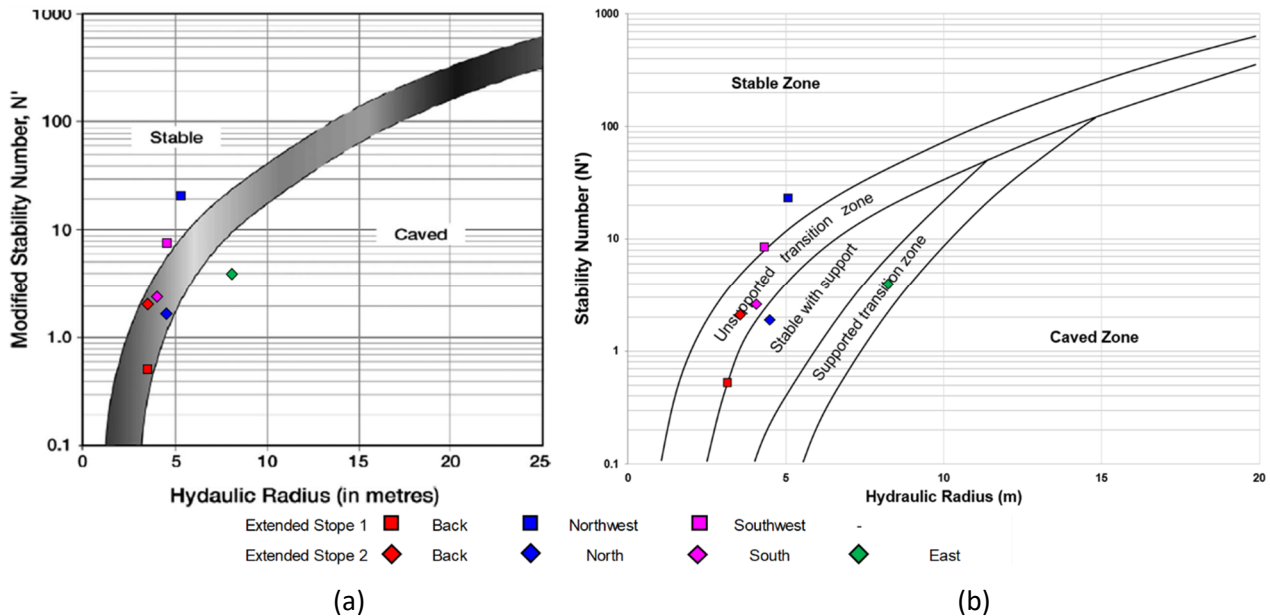 1000
100
10
1.0
0.1
Modified Stability Number, N'
Stable
Caved
0 5 10 15 20 25
Hydaulic Radius (in metres)
1000
100
10
1
0.1
Stability Number (N')
Stable Zone
Unsupported transition zone
Stable with support
Supported transition zone
Caved Zone
0 5 10 15 20
Hydraulic Radius (m)
Extended Stope 1 Back Northwest Southwest -
Extended Stope 2 Back North South East
(a) (b)